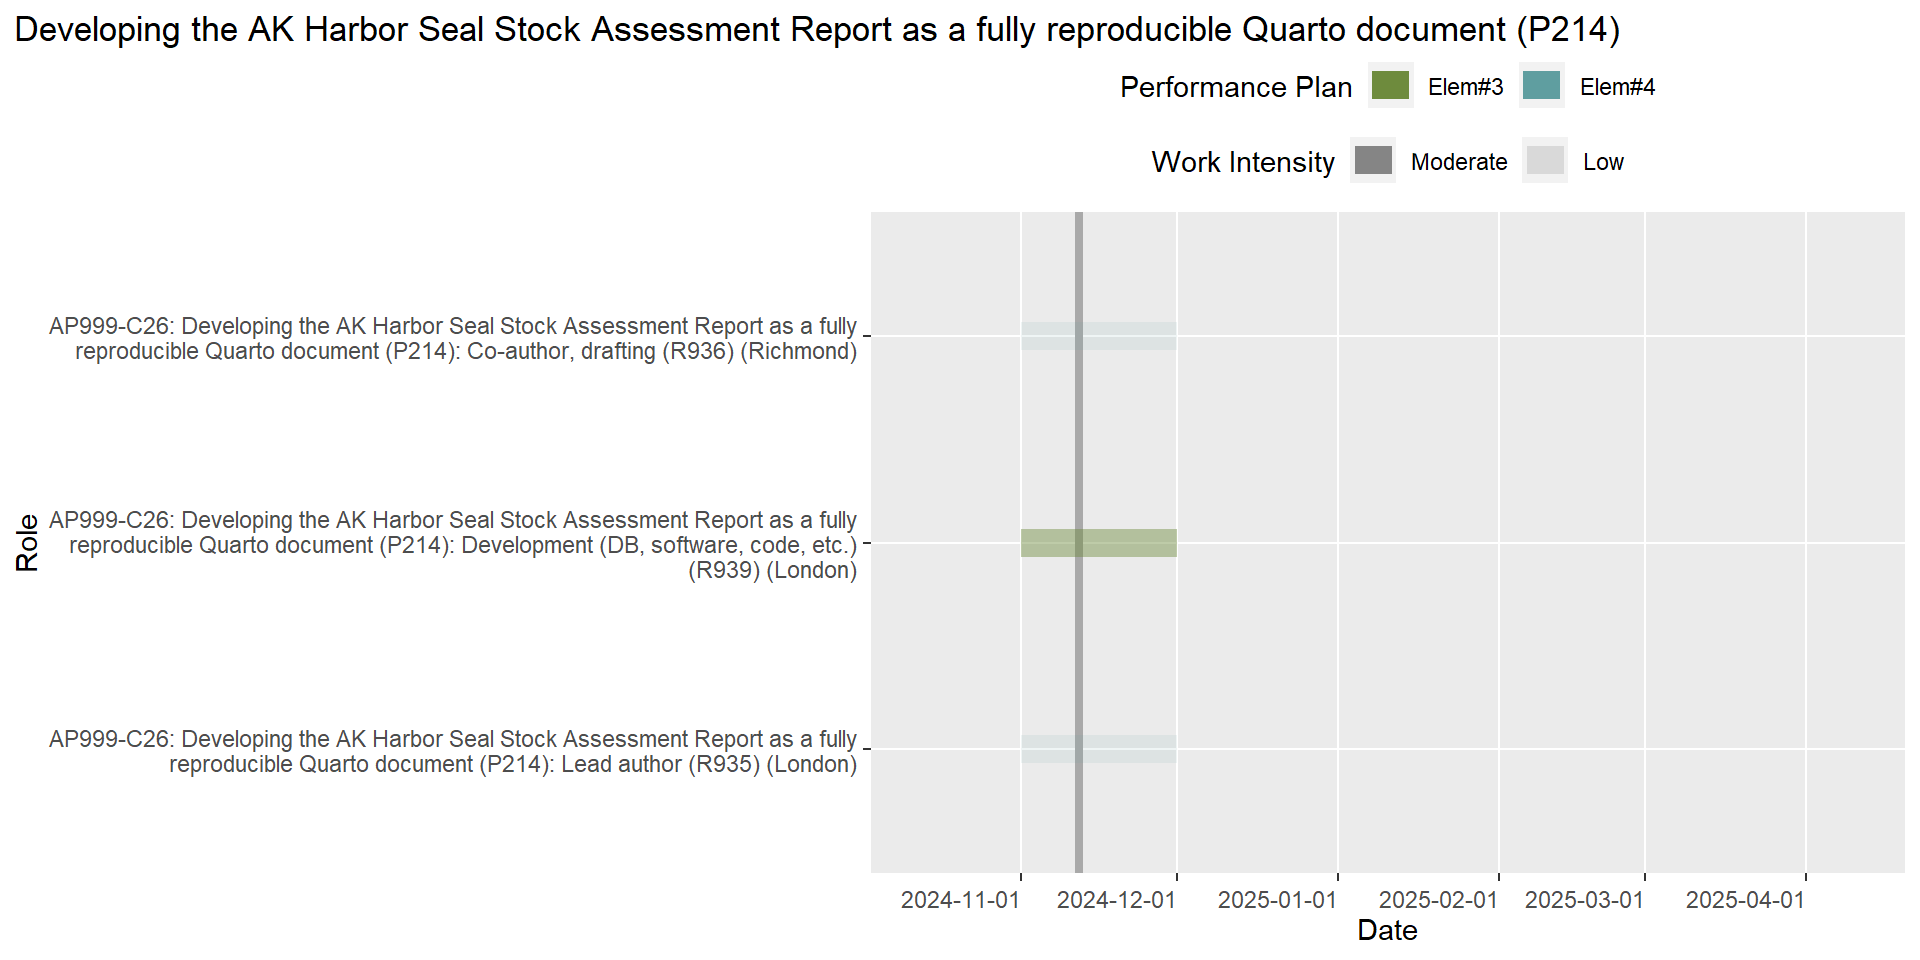 Developing the AK Harbor Seal Stock Assessment Report as a fully reproducible Quarto document (P214)
Performance Plan Elem#3 Elem#4
Work Intensity Moderate Low
AP999-C26: Developing the AK Harbor Seal Stock Assessment Report as a fully
reproducible Quarto document (P214): Co-author, drafting (R936) (Richmond)
Role
AP999-C26: Developing the AK Harbor Seal Stock Assessment Report as a fully
reproducible Quarto document (P214): Development (DB, software, code, etc.)
(R939) (London)
AP999-C26: Developing the AK Harbor Seal Stock Assessment Report as a fully
reproducible Quarto document (P214): Lead author (R935) (London)
2024-11-01 2024-12-01 2025-01-01 2025-02-01 2025-03-01 2025-04-01
Date